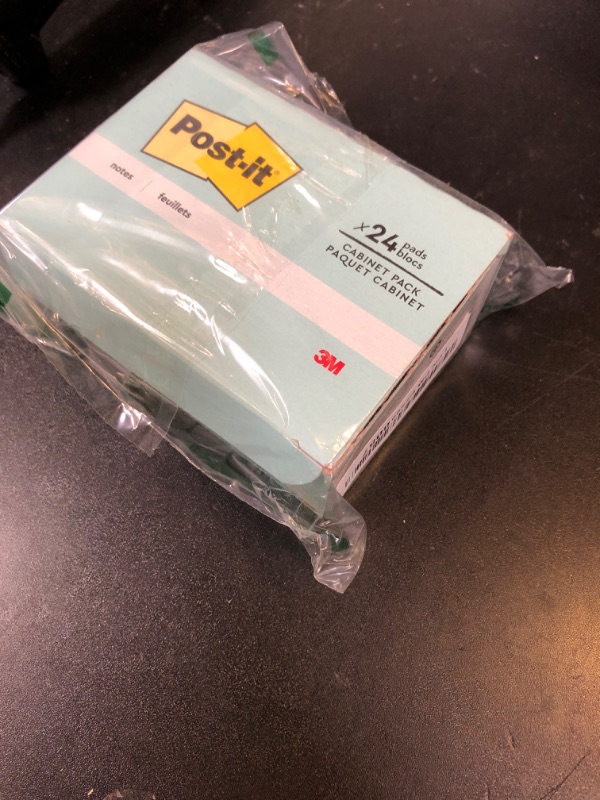 Post-it®
notes | feuillets
x24 pads
blocs
CABINET PACK
PAQUET CABINET
3M